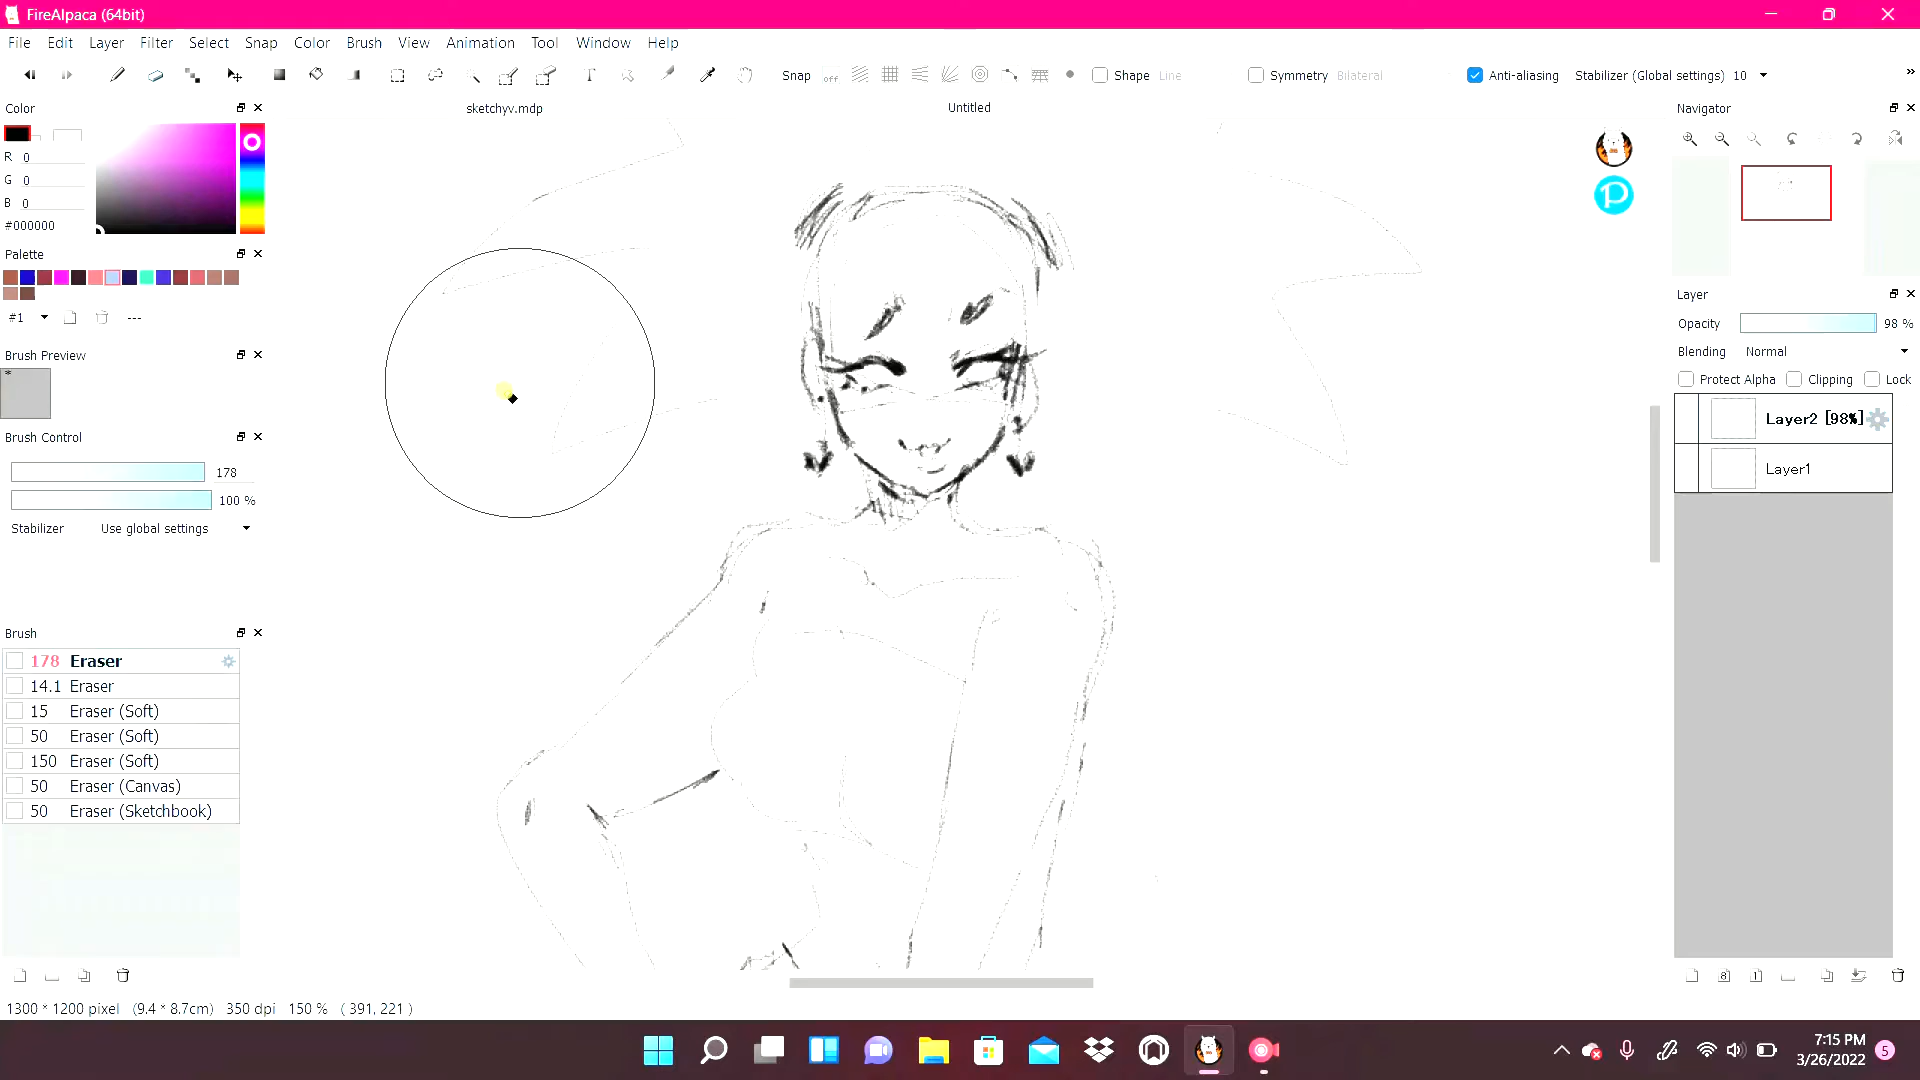 FireAlpaca (64bit)
File Edit Layer Filter Select Snap Color Brush View Animation Tool Window Help
Snap off Shape Line Symmetry Bilateral Anti-aliasing Stabilizer (Global settings) 10 »
Color sketchyv.mdp Untitled Navigator
R 0
G 0
B 0
#000000
Palette
#1 ---
Brush Preview
*
Brush Control
178
100 %
Stabilizer Use global settings
Brush
178 Eraser
14.1 Eraser
15 Eraser (Soft)
50 Eraser (Soft)
150 Eraser (Soft)
50 Eraser (Canvas)
50 Eraser (Sketchbook)
Layer
Opacity 98 %
Blending Normal
Protect Alpha Clipping Lock
Layer2 [98%]
Layer1
8 1
1300 * 1200 pixel (9.4 * 8.7cm) 350 dpi 150 % ( 391, 221 )
7:15 PM
3/26/2022 5